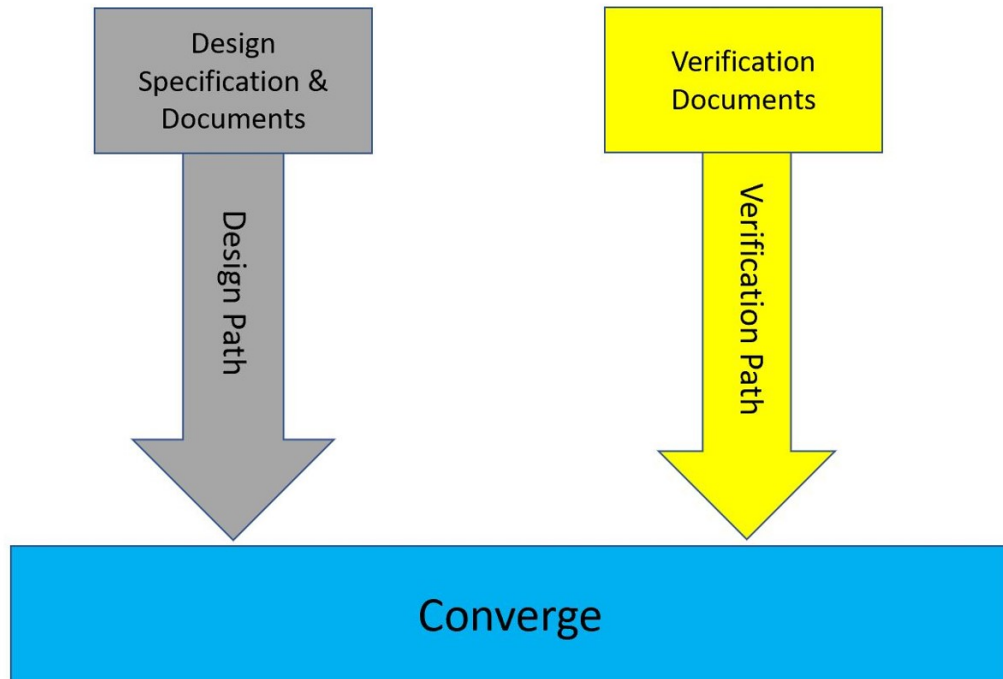 Design
Specification &
Documents
Verification
Documents
Design Path
Verification Path
Converge